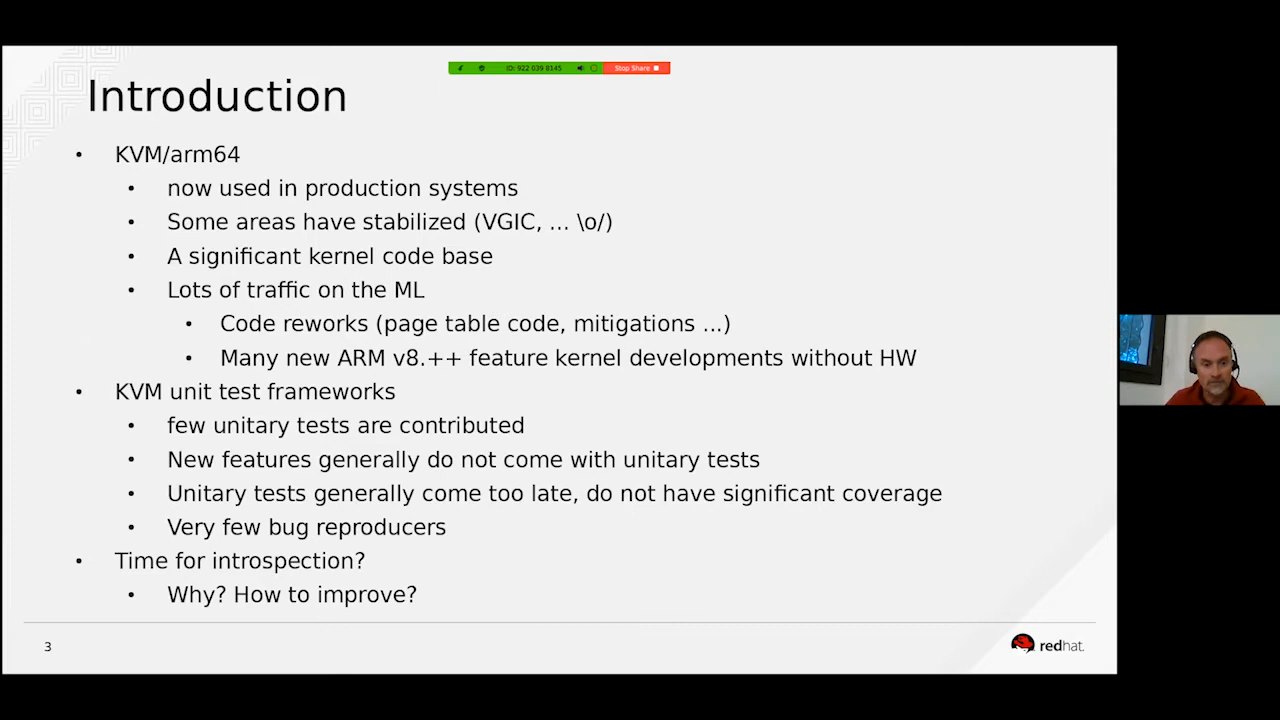 ID: 922 039 8145 Stop Share
Introduction
• KVM/arm64
• now used in production systems
• Some areas have stabilized (VGIC, ... \o/)
• A significant kernel code base
• Lots of traffic on the ML
• Code reworks (page table code, mitigations ...)
• Many new ARM v8.++ feature kernel developments without HW
• KVM unit test frameworks
• few unitary tests are contributed
• New features generally do not come with unitary tests
• Unitary tests generally come too late, do not have significant coverage
• Very few bug reproducers
• Time for introspection?
• Why? How to improve?
3
redhat.